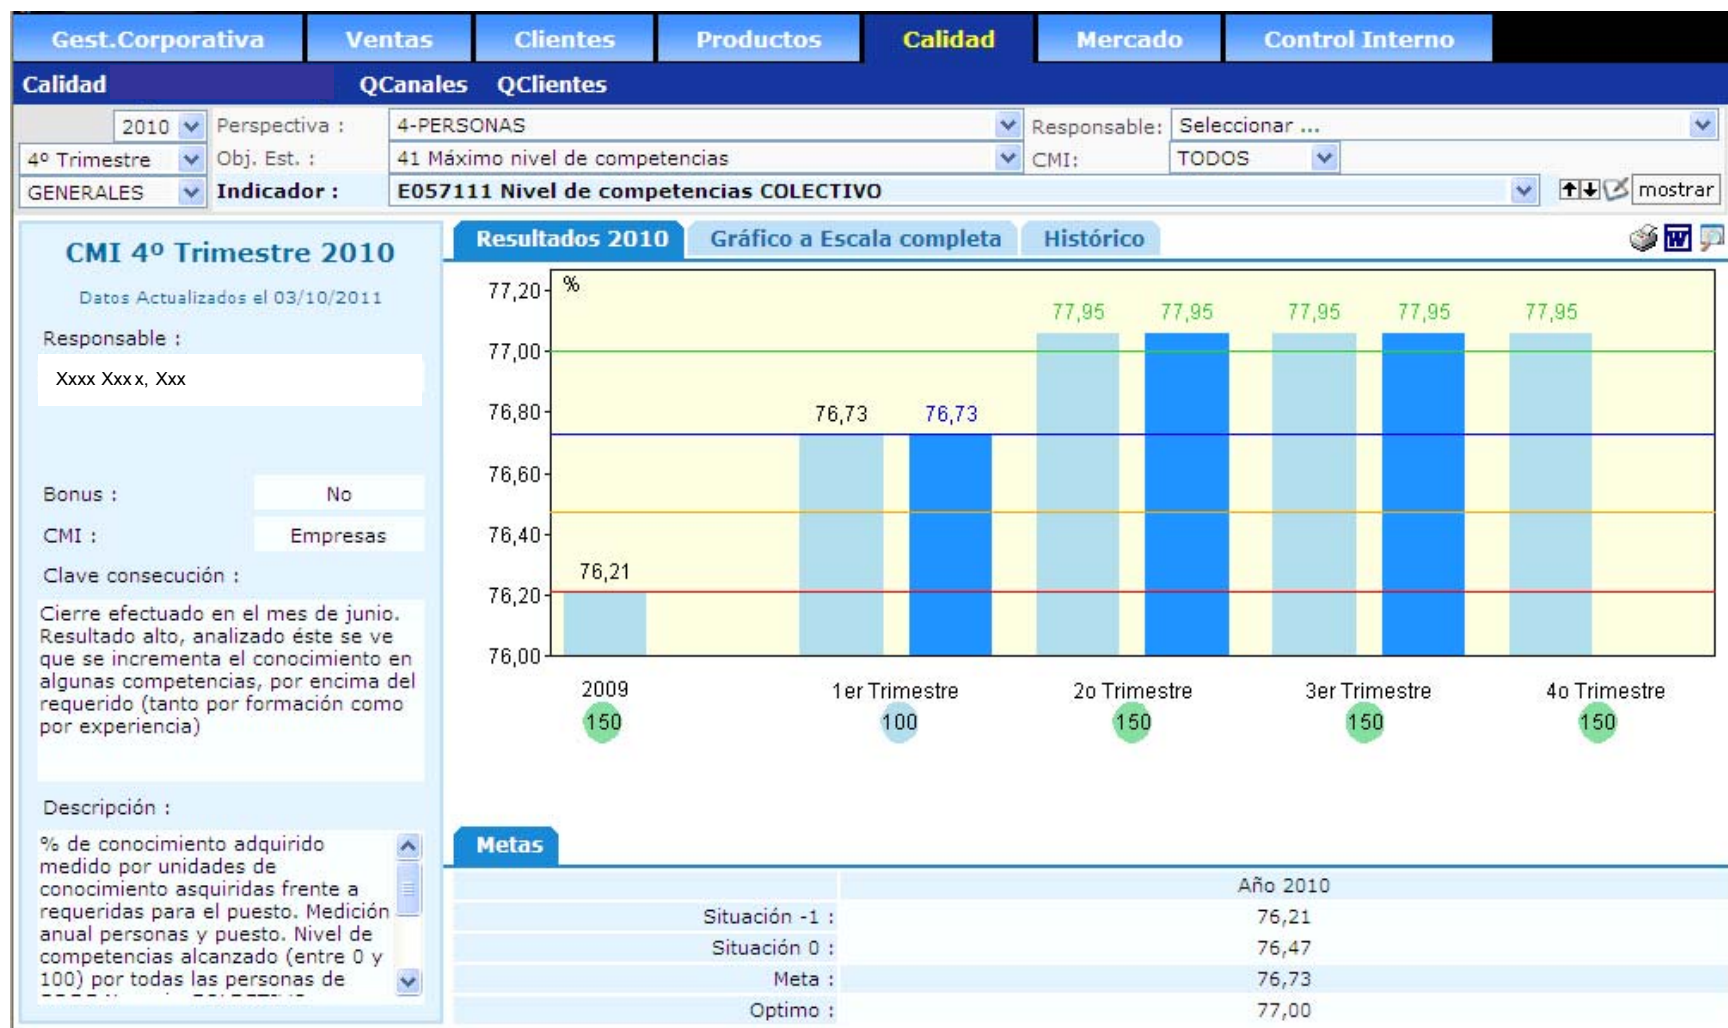 Gest.Corporativa Ventas Clientes Productos Calidad Mercado Control Interno
Calidad QCanales QClientes
2010 Perspectiva : 4-PERSONAS Responsable: Seleccionar ...
4º Trimestre Obj. Est. : 41 Máximo nivel de competencias CMI: TODOS
GENERALES Indicador : E057111 Nivel de competencias COLECTIVO mostrar
CMI 4º Trimestre 2010
Datos Actualizados el 03/10/2011
Responsable :
Xxxx Xxxx, Xxx
Bonus : No
CMI : Empresas
Clave consecución :
Cierre efectuado en el mes de junio.
Resultado alto, analizado éste se ve
que se incrementa el conocimiento en
algunas competencias, por encima del
requerido (tanto por formación como
por experiencia)
Descripción :
% de conocimiento adquirido
medido por unidades de
conocimiento asquiridas frente a
requeridas para el puesto. Medición
anual personas y puesto. Nivel de
competencias alcanzado (entre 0 y
100) por todas las personas de
Resultados 2010 Gráfico a Escala completa Histórico
W
77,20 %
77,95 77,95 77,95 77,95 77,95
77,00
76,80 76,73 76,73
76,60
76,40
76,21
76,20
76,00
2009 1er Trimestre 2o Trimestre 3er Trimestre 4o Trimestre
150 100 150 150 150
Metas
Año 2010
Situación -1 : 76,21
Situación 0 : 76,47
Meta : 76,73
Optimo : 77,00